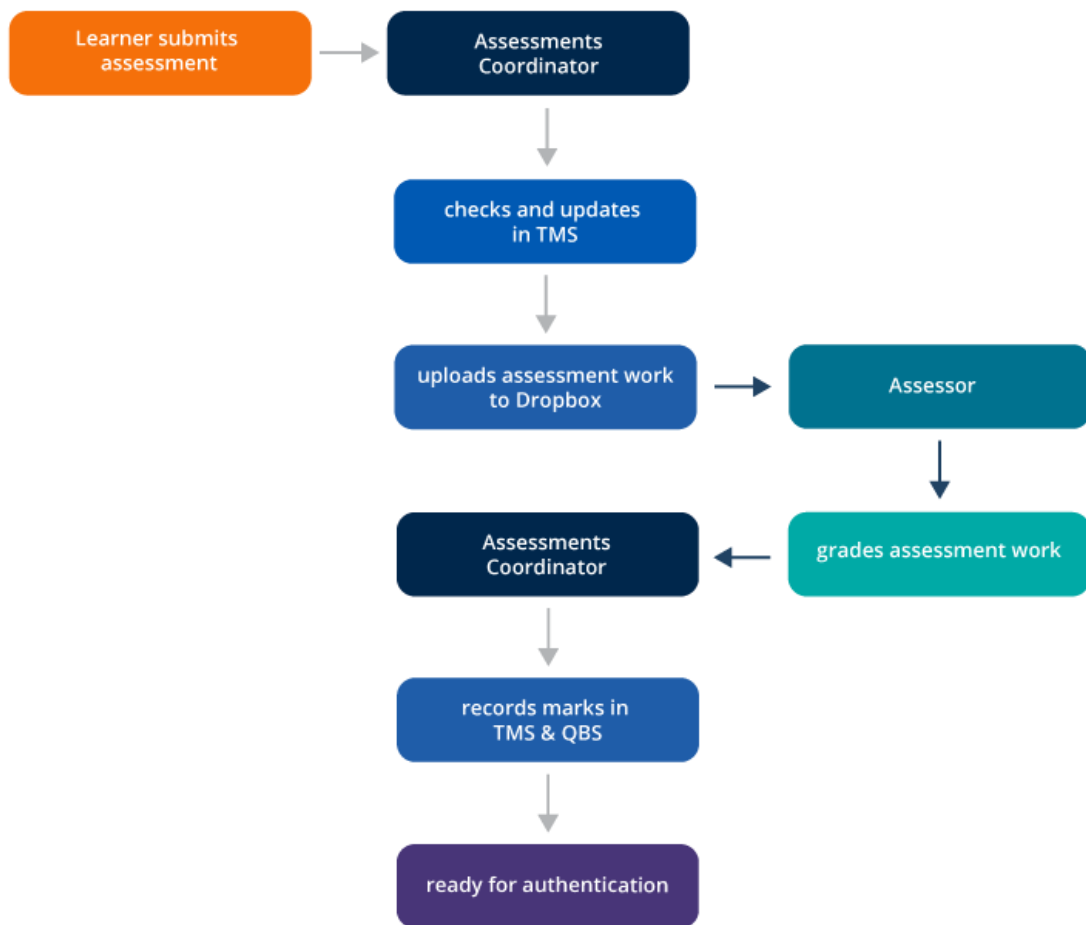 Learner submits
assessment
Assessments
Coordinator
checks and updates
in TMS
uploads assessment work
to Dropbox
Assessor
grades assessment work
Assessments
Coordinator
records marks in
TMS & QBS
ready for authentication